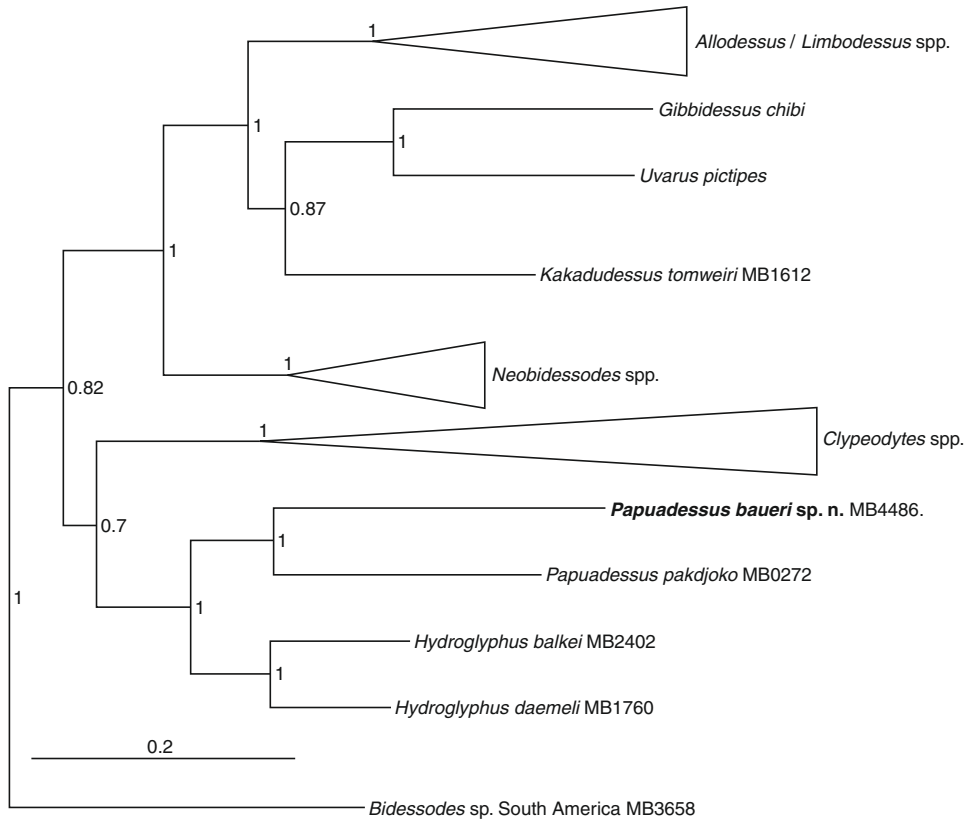 1
Allodessus / Limbodessus spp.
Gibbidessus chibi
1
1
Uvarus pictipes
0.87
1
Kakadudessus tomweiri MB1612
1
Neobidessodes spp.
0.82
1
Clypeodytes spp.
Papuadessus baueri sp. n. MB4486.
0.7
1
Papuadessus pakdjoko MB0272
1
1
Hydroglyphus balkei MB2402
1
Hydroglyphus daemeli MB1760
0.2
Bidessodes sp. South America MB3658